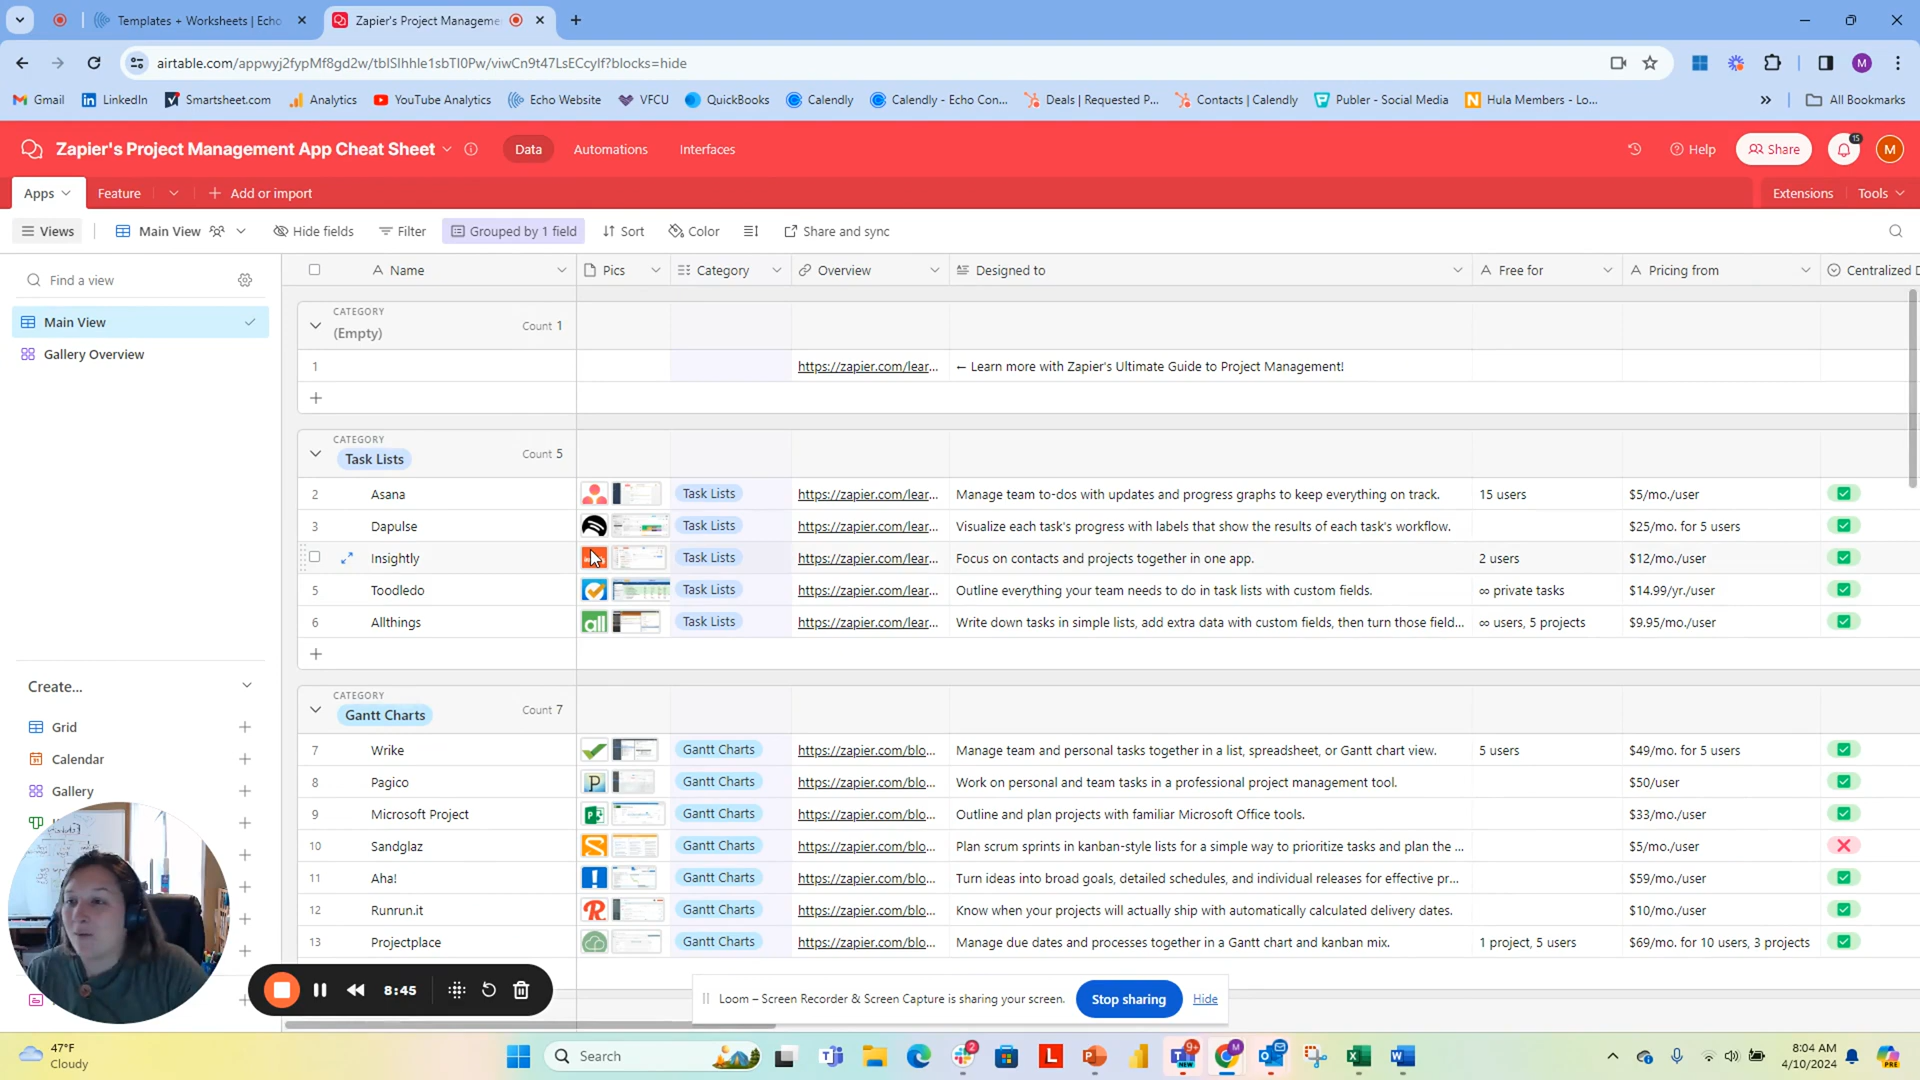 Templates + Worksheets | Echo
Zapier's Project Manageme
airtable.com/appwyj2fypMf8gd2w/tblSIhhle1sbTI0Pw/viwCn9t47LsECcyIf?blocks=hide
Gmail
LinkedIn
Smartsheet.com
Analytics
YouTube Analytics
Echo Website
VFCU
QuickBooks
Calendly
Calendly - Echo Con...
Deals | Requested P...
Contacts | Calendly
Publer - Social Media
Hula Members - Lo...
All Bookmarks
Zapier's Project Management App Cheat Sheet
Data
Automations
Interfaces
Help
Share
15
M
Apps
Feature
Add or import
Extensions
Tools
Views
Main View
Hide fields
Filter
Grouped by 1 field
Sort
Color
Share and sync
Find a view
Main View
Gallery Overview
Create...
Grid
Calendar
Gallery
Name Pics Category Overview Designed to Free for Pricing from Centralized D
CATEGORY
(Empty) Count 1
1 https://zapier.com/lear... ← Learn more with Zapier's Ultimate Guide to Project Management!
CATEGORY
Task Lists Count 5
2 Asana Task Lists https://zapier.com/lear... Manage team to-dos with updates and progress graphs to keep everything on track. 15 users $5/mo./user
3 Dapulse Task Lists https://zapier.com/lear... Visualize each task's progress with labels that show the results of each task's workflow. $25/mo. for 5 users
Insightly Task Lists https://zapier.com/lear... Focus on contacts and projects together in one app. 2 users $12/mo./user
5 Toodledo Task Lists https://zapier.com/lear... Outline everything your team needs to do in task lists with custom fields. ∞ private tasks $14.99/yr./user
6 Allthings all Task Lists https://zapier.com/lear... Write down tasks in simple lists, add extra data with custom fields, then turn those field... ∞ users, 5 projects $9.95/mo./user
CATEGORY
Gantt Charts Count 7
7 Wrike Gantt Charts https://zapier.com/blo... Manage team and personal tasks together in a list, spreadsheet, or Gantt chart view. 5 users $49/mo. for 5 users
8 Pagico Gantt Charts https://zapier.com/blo... Work on personal and team tasks in a professional project management tool. $50/user
9 Microsoft Project Gantt Charts https://zapier.com/blo... Outline and plan projects with familiar Microsoft Office tools. $33/mo./user
10 Sandglaz Gantt Charts https://zapier.com/blo... Plan scrum sprints in kanban-style lists for a simple way to prioritize tasks and plan the ... $5/mo./user
11 Aha! Gantt Charts https://zapier.com/blo... Turn ideas into broad goals, detailed schedules, and individual releases for effective pr... $59/mo./user
12 Runrun.it Gantt Charts https://zapier.com/blo... Know when your projects will actually ship with automatically calculated delivery dates. $10/mo./user
13 Projectplace Gantt Charts https://zapier.com/blo... Manage due dates and processes together in a Gantt chart and kanban mix. 1 project, 5 users $69/mo. for 10 users, 3 projects
8:45
Loom – Screen Recorder & Screen Capture is sharing your screen.
Stop sharing
Hide
47°F
Cloudy
Search
8:04 AM
4/10/2024